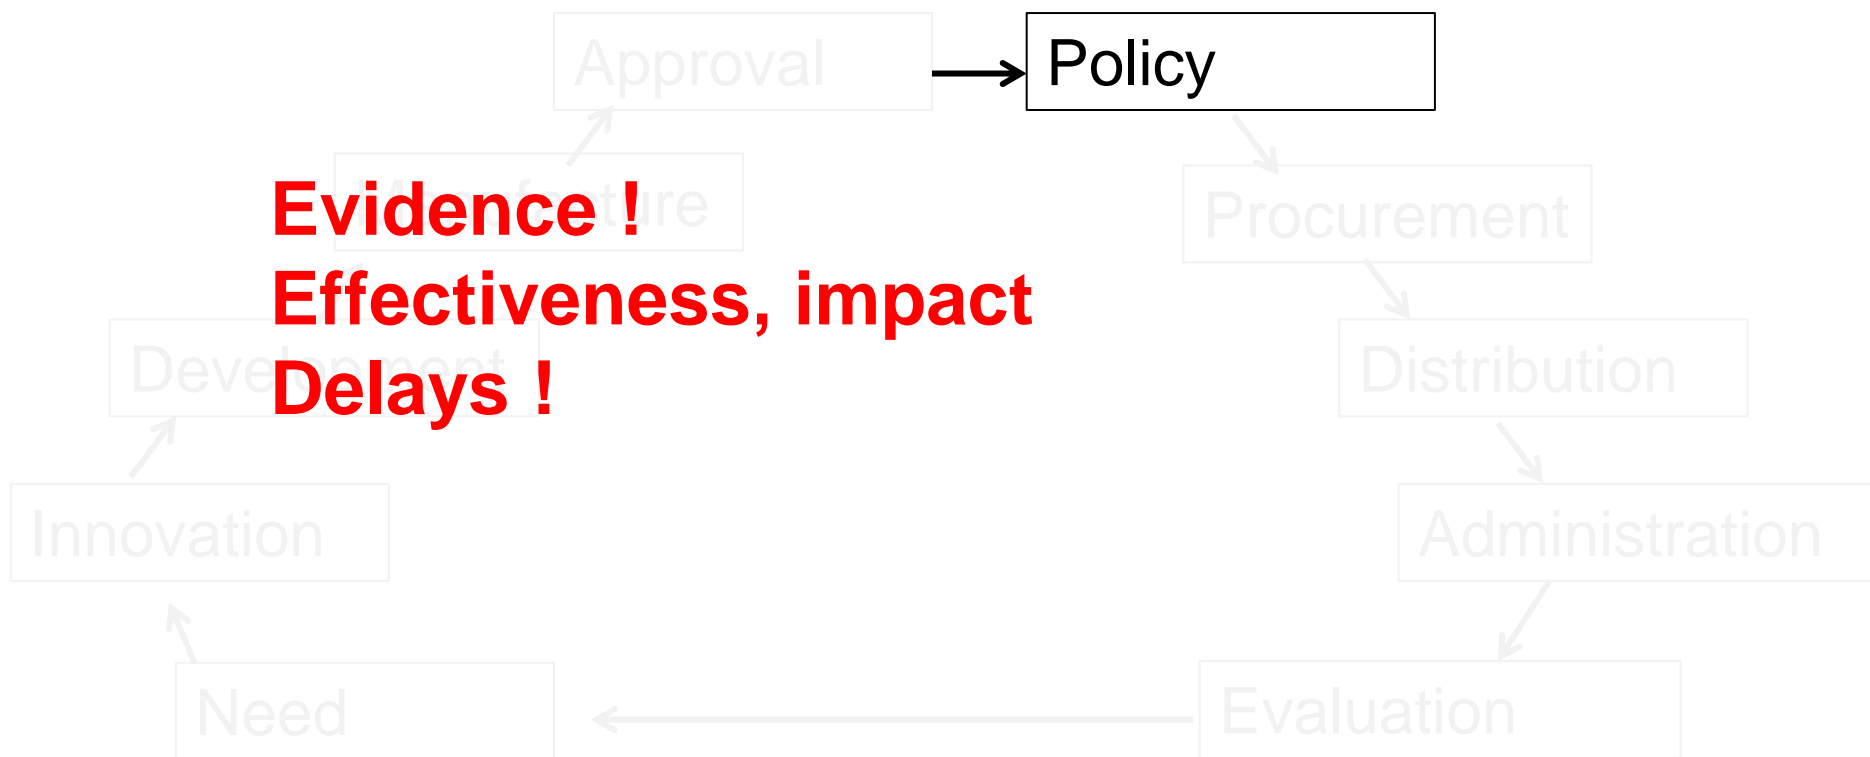 Approval
Policy
Manufacture
Procurement
Evidence !
Effectiveness, impact
Delays !
Development
Distribution
Innovation
Administration
Need
Evaluation